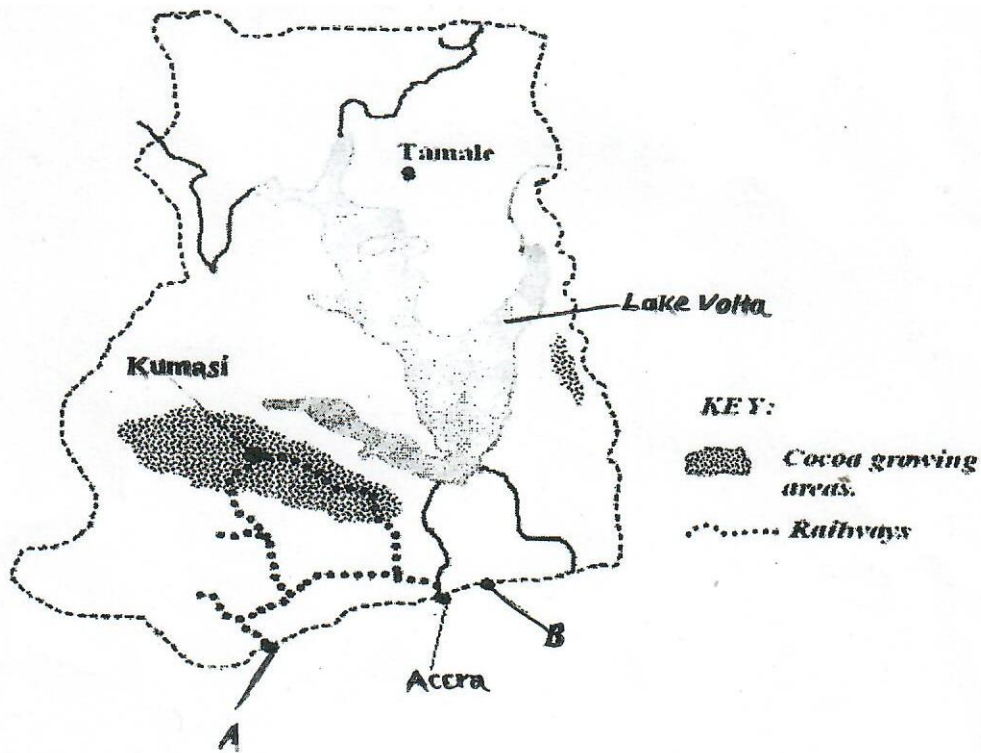 Tamale
Lake Volta
Kumasi
KEY:
Cocoa growing
areas.
Railways
B
Accra
A